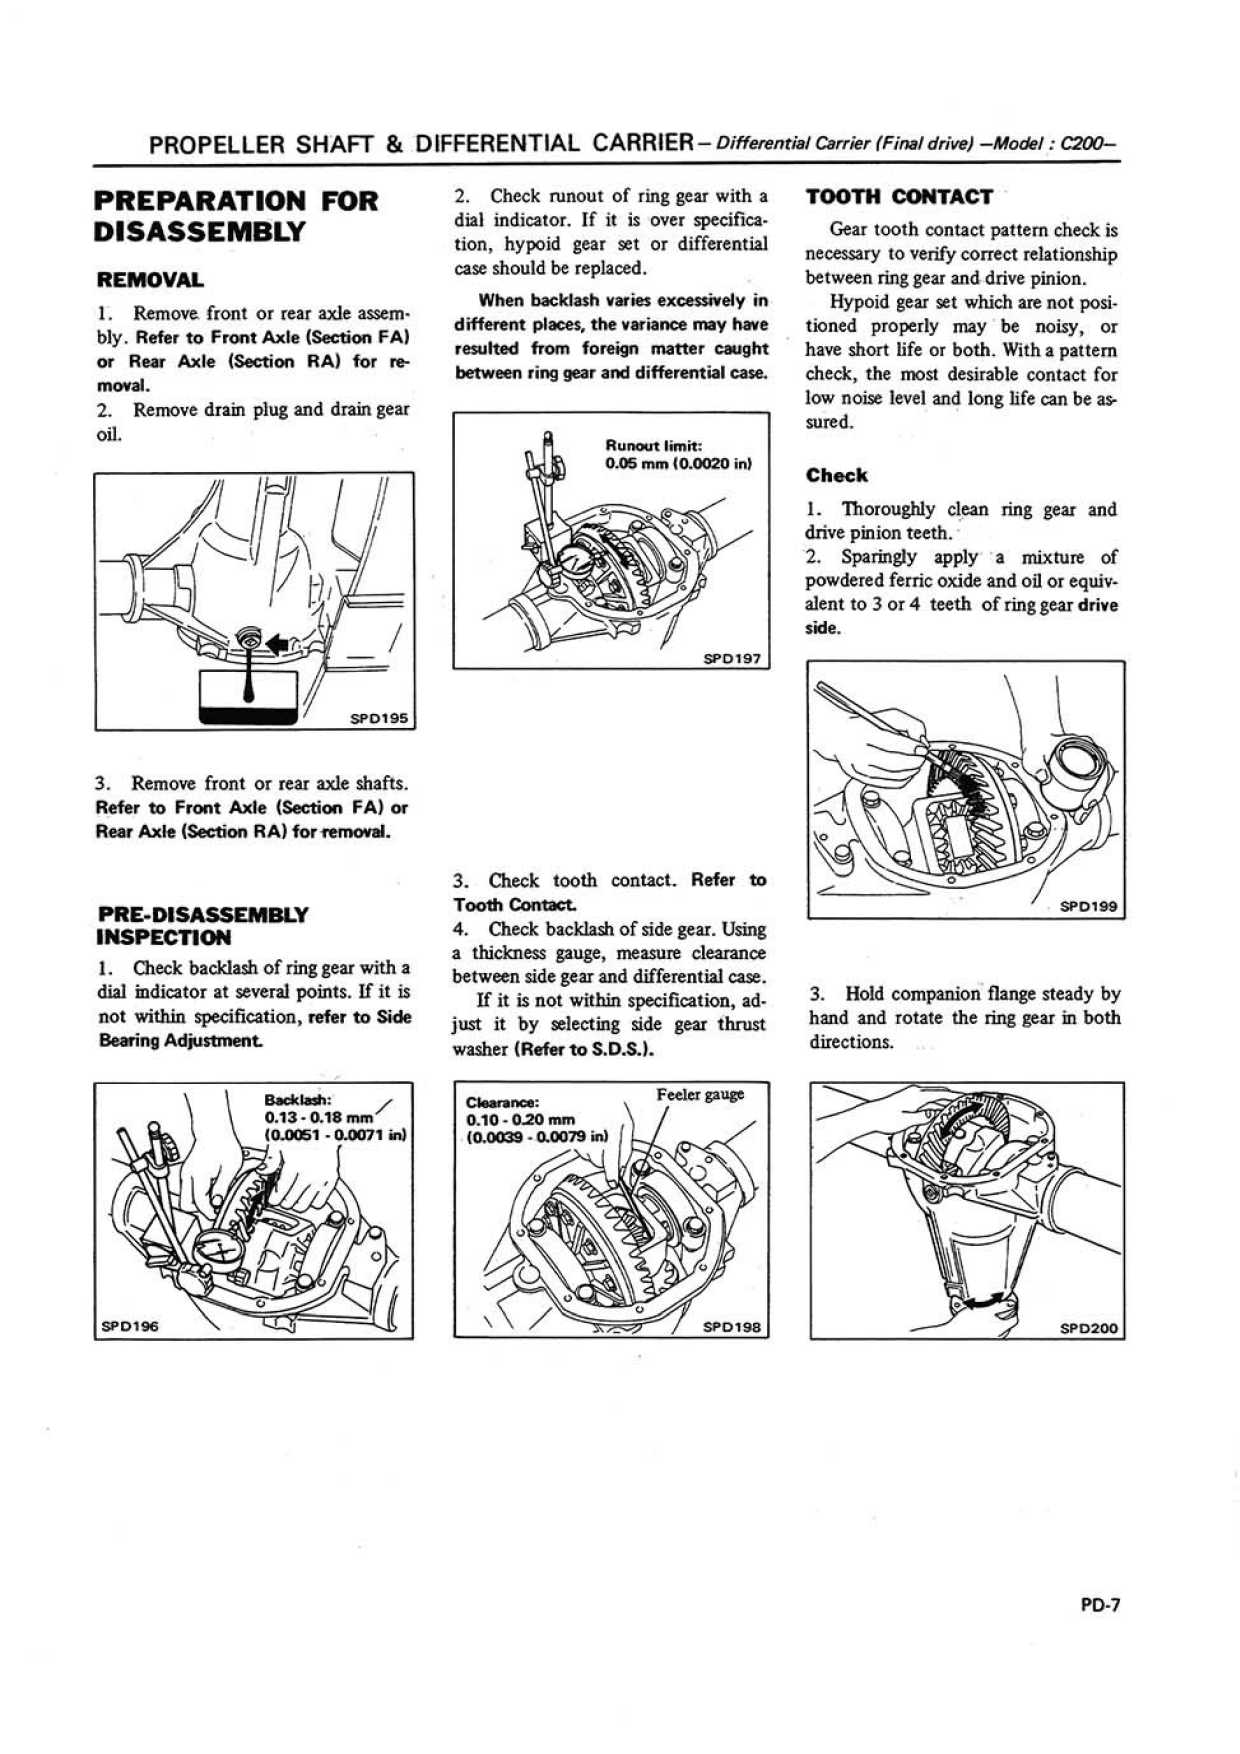 PROPELLER SHAFT & DIFFERENTIAL CARRIER – Differential Carrier (Final drive) –Model : C200–
PREPARATION FOR
DISASSEMBLY
REMOVAL
1. Remove front or rear axle assem-
bly. Refer to Front Axle (Section FA)
or Rear Axle (Section RA) for re-
moval.
2. Remove drain plug and drain gear
oil.
SPD195
3. Remove front or rear axle shafts.
Refer to Front Axle (Section FA) or
Rear Axle (Section RA) for removal.
PRE-DISASSEMBLY
INSPECTION
1. Check backlash of ring gear with a
dial indicator at several points. If it is
not within specification, refer to Side
Bearing Adjustment.
Backlash:
0.13 - 0.18 mm
(0.0051 - 0.0071 in)
SPD196
2. Check runout of ring gear with a
dial indicator. If it is over specifica-
tion, hypoid gear set or differential
case should be replaced.
When backlash varies excessively in
different places, the variance may have
resulted from foreign matter caught
between ring gear and differential case.
Runout limit:
0.05 mm (0.0020 in)
SPD197
3. Check tooth contact. Refer to
Tooth Contact.
4. Check backlash of side gear. Using
a thickness gauge, measure clearance
between side gear and differential case.
If it is not within specification, ad-
just it by selecting side gear thrust
washer (Refer to S.D.S.).
Clearance:
0.10 - 0.20 mm
(0.0039 - 0.0079 in)
Feeler gauge
SPD198
TOOTH CONTACT
Gear tooth contact pattern check is
necessary to verify correct relationship
between ring gear and drive pinion.
Hypoid gear set which are not posi-
tioned properly may be noisy, or
have short life or both. With a pattern
check, the most desirable contact for
low noise level and long life can be as-
sured.
Check
1. Thoroughly clean ring gear and
drive pinion teeth.
2. Sparingly apply a mixture of
powdered ferric oxide and oil or equiv-
alent to 3 or 4 teeth of ring gear drive
side.
SPD199
3. Hold companion flange steady by
hand and rotate the ring gear in both
directions.
SPD200
PD-7